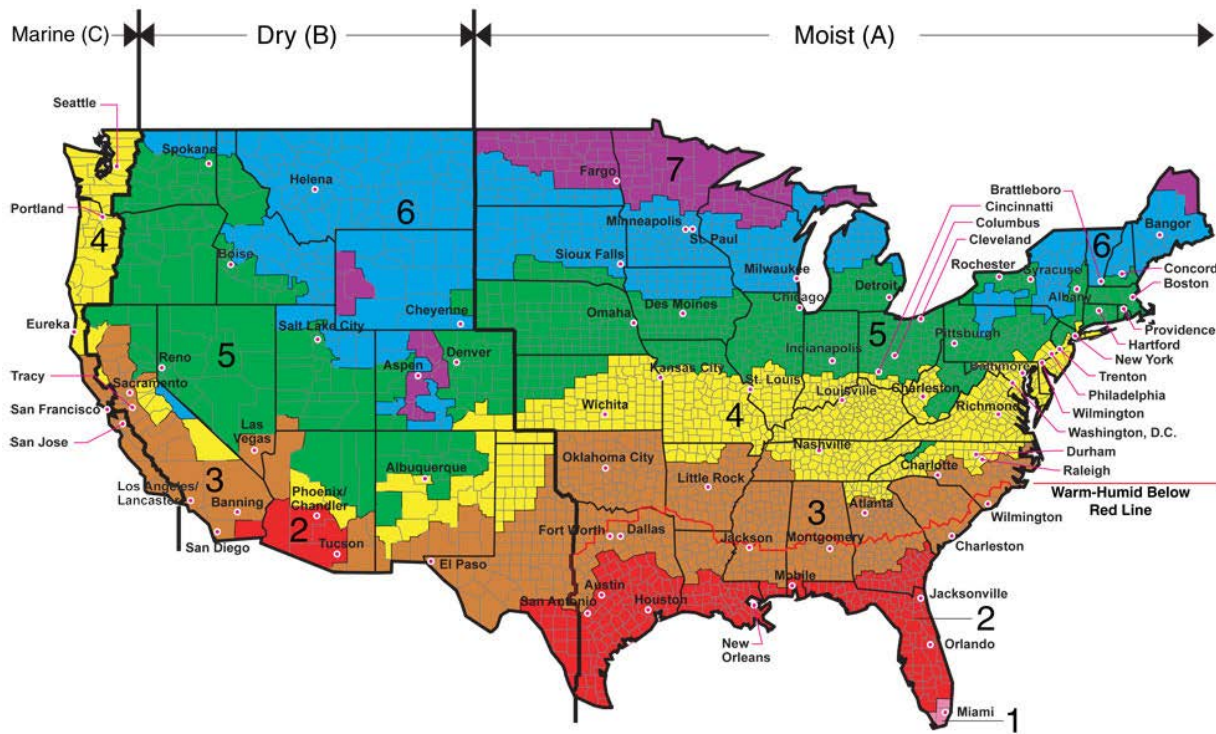 Marine (C)
Dry (B)
Moist (A)
Seattle
Spokane
Fargo
7
Helena
Brattleboro
Cincinnatti
Columbus
Cleveland
Portland
6
Minneapolis
St. Paul
4
6
Bangor
Boise
Sioux Falls
Milwaukee
Rochester
Syracuse
Concord
Detroit
Albany
Boston
Chicago
Cheyenne
Des Moines
Omaha
Eureka
Salt Lake City
5
Pittsburgh
Providence
Hartford
5
Reno
Denver
Indianapolis
New York
Aspen
Kansas City
St. Louis
Baltimore
Trenton
Tracy
Sacramento
Louisville
Charleston
Philadelphia
San Francisco
Wichita
4
Richmond
Wilmington
Las
Vegas
Washington, D.C.
San Jose
Nashville
Durham
Albuquerque
Oklahoma City
Charlotte
Raleigh
3
Little Rock
Los Angeles/
Lancaster
Phoenix/
Chandler
Warm-Humid Below
Red Line
Banning
3
Atlanta
Wilmington
2
Fort Worth
Dallas
San Diego
Tucson
Jackson
Montgomery
Charleston
El Paso
Mobile
Austin
Jacksonville
San Antonio
Houston
2
New
Orleans
Orlando
Miami
1